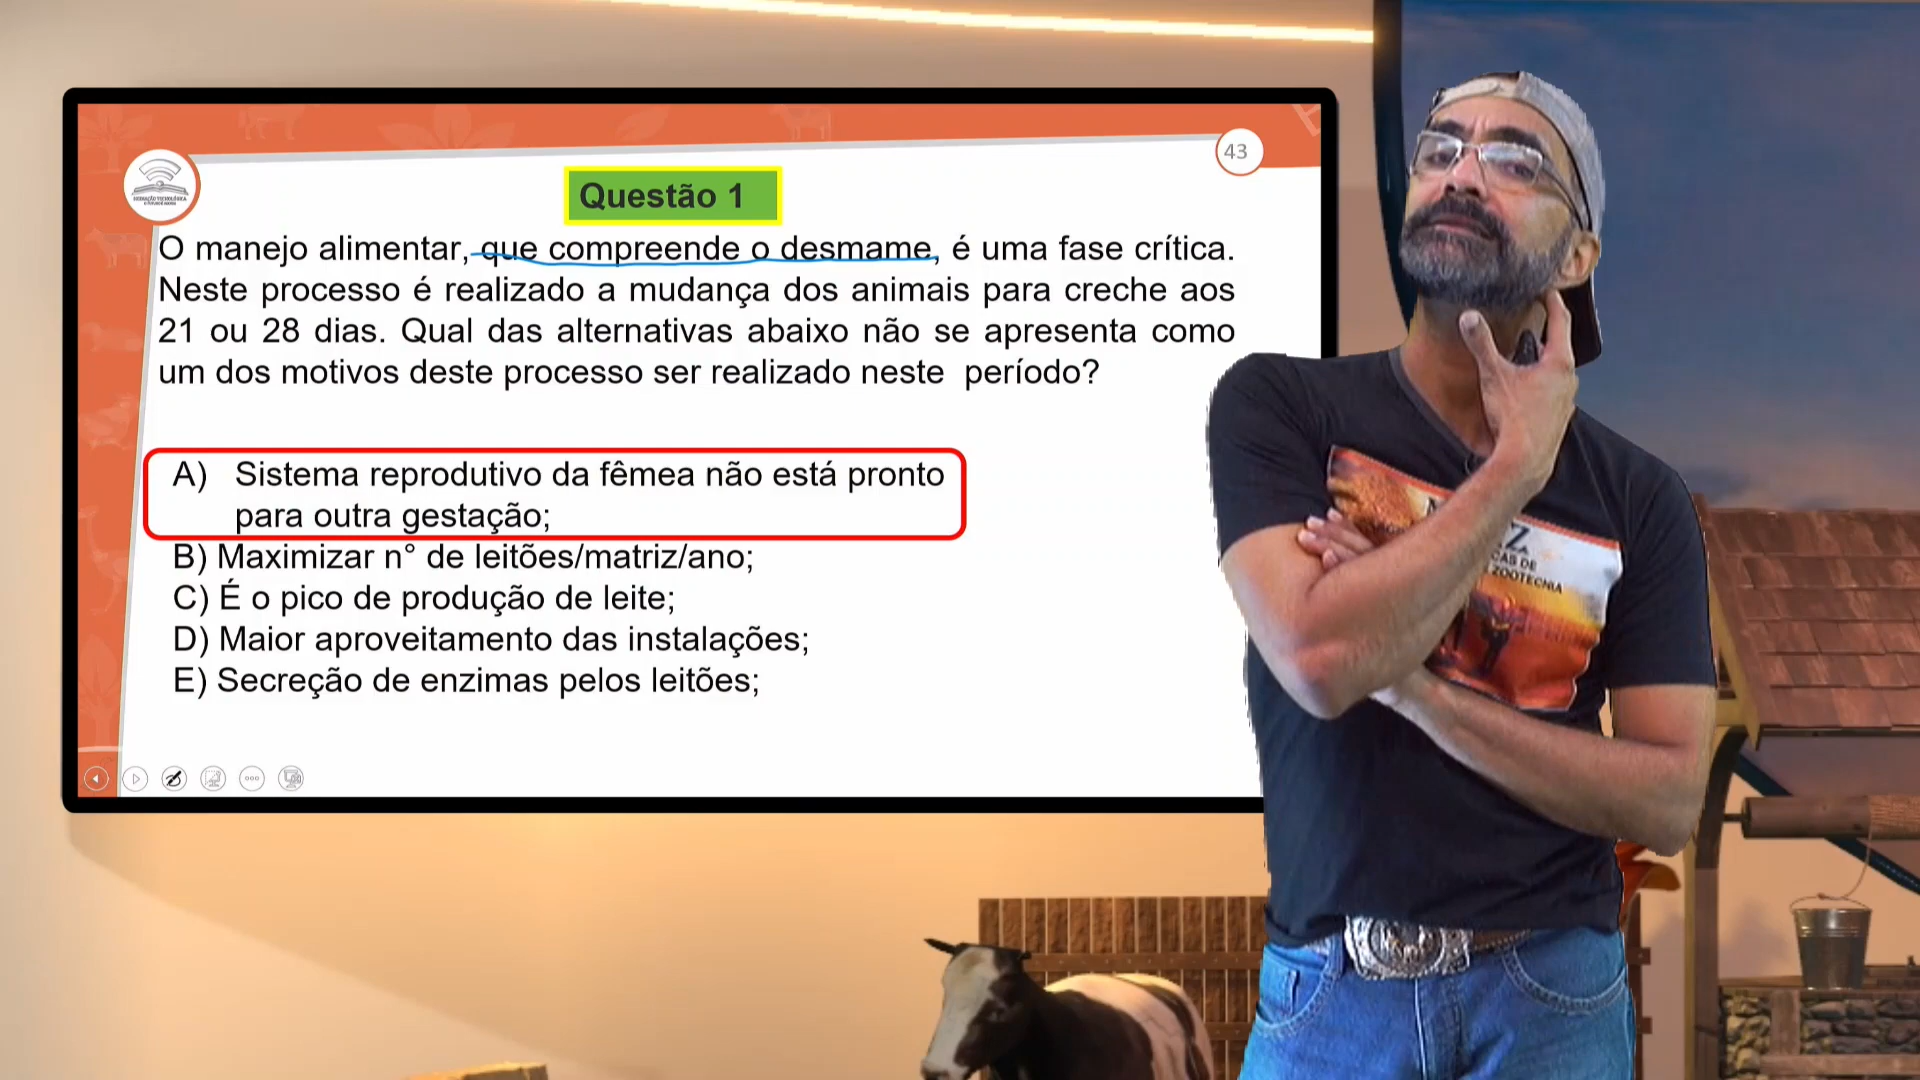 43
Questão 1
O manejo alimentar, que compreende o desmame, é uma fase crítica.
Neste processo é realizado a mudança dos animais para creche aos
21 ou 28 dias. Qual das alternativas abaixo não se apresenta como
um dos motivos deste processo ser realizado neste período?
A) Sistema reprodutivo da fêmea não está pronto
para outra gestação;
B) Maximizar n° de leitões/matriz/ano;
C) É o pico de produção de leite;
D) Maior aproveitamento das instalações;
E) Secreção de enzimas pelos leitões;
CAS DE
ZOOTECNIA